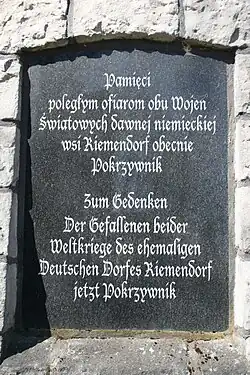 Pamięci
poległym ofiarom obu Wojen
Światowych dawnej niemieckiej
wsi Riemendorf obecnie
Pokrzywnik
Zum Gedenken
Der Gefallenen beider
Weltkriege des ehemaligen
Deutschen Dorfes Riemendorf
jetzt Pokrzywnik